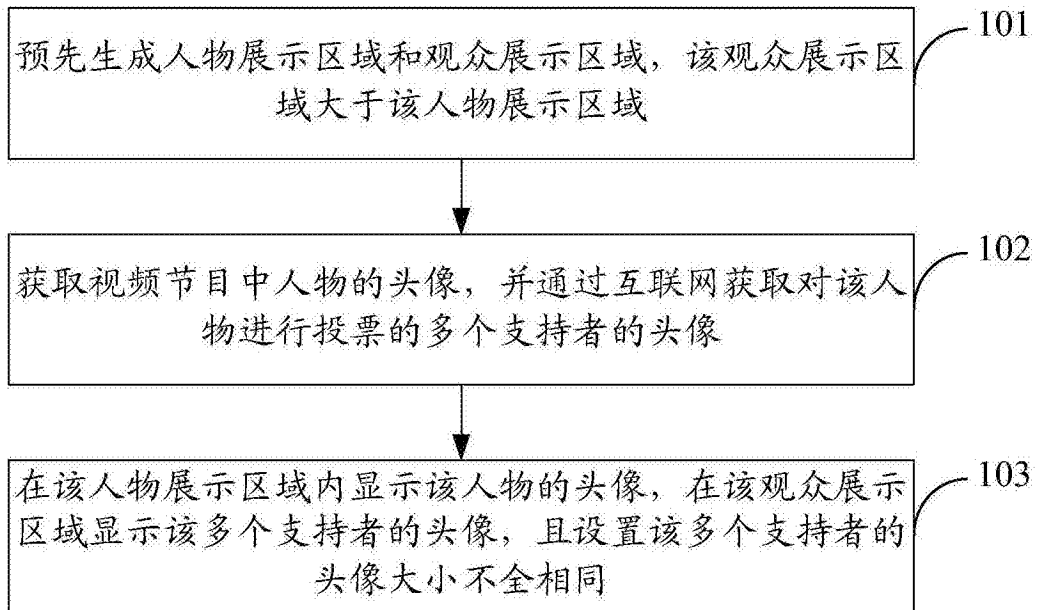 预先生成人物展示区域和观众展示区域，该观众展示区
域大于该人物展示区域
101
获取视频节目中人物的头像，并通过互联网获取对该人
物进行投票的多个支持者的头像
102
在该人物展示区域内显示该人物的头像，在该观众展示
区域显示该多个支持者的头像，且设置该多个支持者的
头像大小不全相同
103